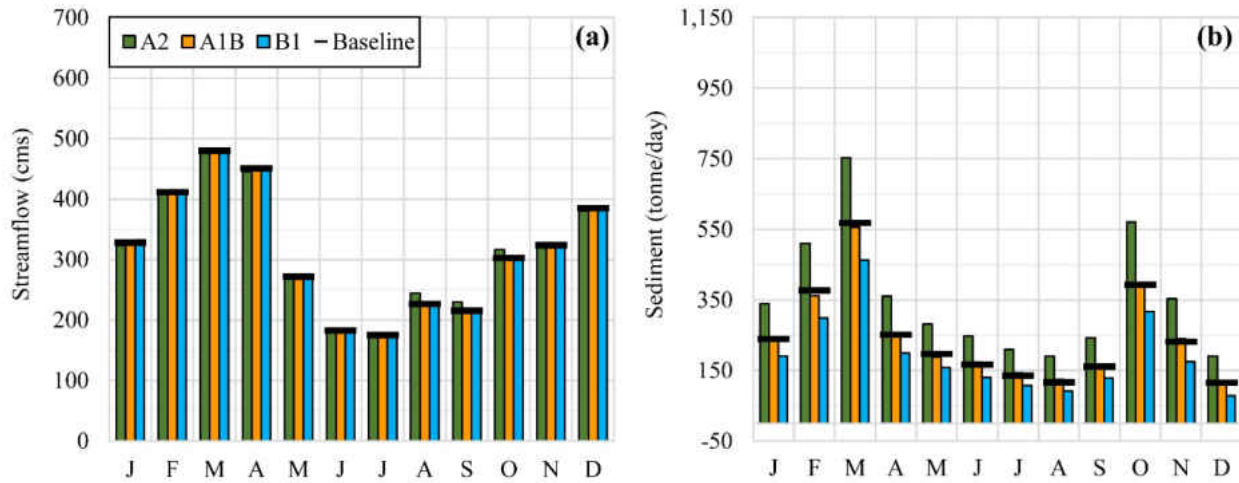 700
600
500
400
300
200
100
0
Streamflow (cms)
A2 A1B B1 Baseline
(a)
J F M A M J J A S O N D
1,150
950
750
550
350
150
-50
Sediment (tonne/day)
(b)
J F M A M J J A S O N D